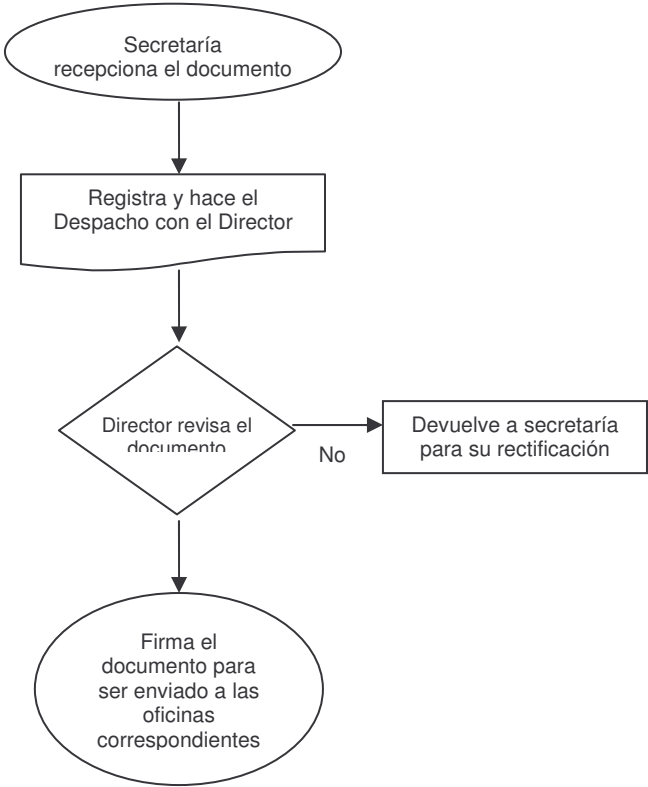 Secretaría
recepciona el documento
Registra y hace el
Despacho con el Director
Director revisa el
documento
No
Devuelve a secretaría
para su rectificación
Firma el
documento para
ser enviado a las
oficinas
correspondientes